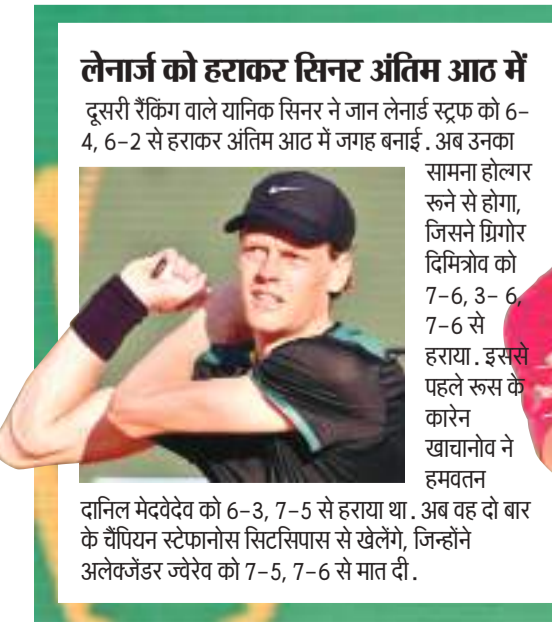 लेनार्ज को हराकर सिनर अंतिम आठ में
दूसरी रैंकिंग वाले यानिक सिनर ने जान लेनार्ड स्ट्रफ को 6-
4, 6-2 से हराकर अंतिम आठ में जगह बनाई. अब उनका
सामना होल्गर
रूने से होगा,
जिसने ग्रिगोर
दिमित्रोव को
7-6, 3- 6,
7-6 से
हराया. इससे
पहले रूस के
कारेन
खाचानोव ने
हमवतन
दानिल मेदवेदेव को 6-3, 7-5 से हराया था. अब वह दो बार
के चैंपियन स्टेफानोस सिटसिपास से खेलेंगे, जिन्होंने
अलेक्जेंडर ज्वेरेव को 7-5, 7-6 से मात दी.